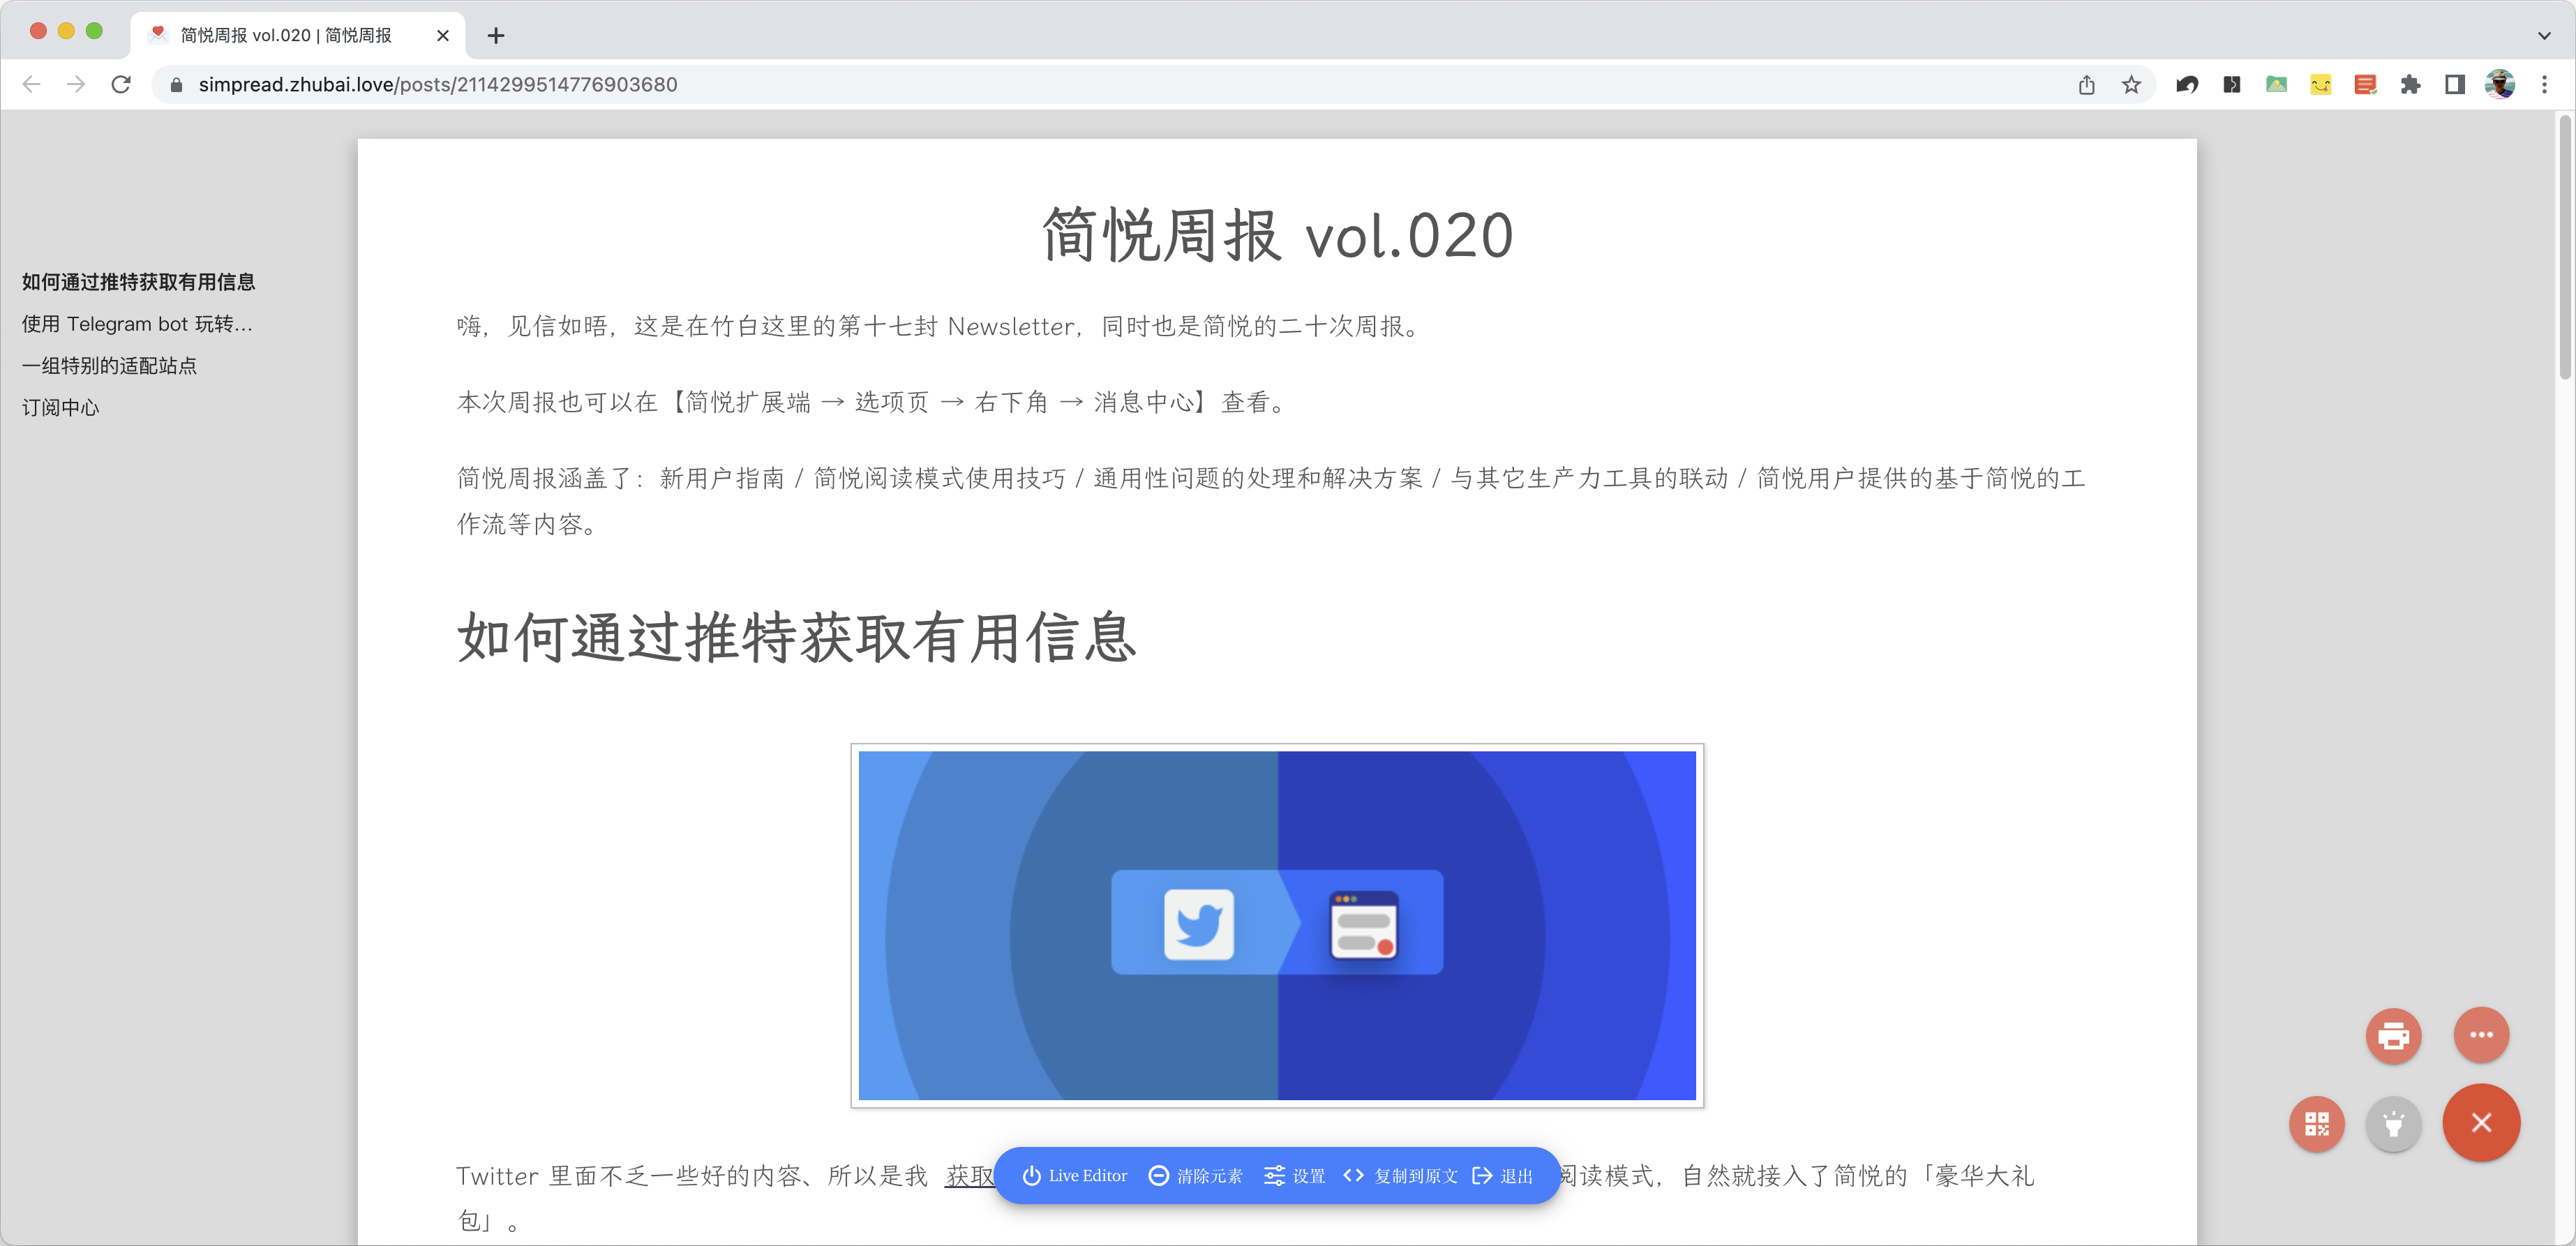 简悦周报 vol.020 | 简悦周报
simpread.zhubai.love/posts/2114299514776903680
如何通过推特获取有用信息
使用 Telegram bot 玩转...
一组特别的适配站点
订阅中心
简悦周报 vol.020
嗨，见信如晤，这是在竹白这里的第十七封 Newsletter，同时也是简悦的二十次周报。
本次周报也可以在【简悦扩展端 → 选项页 → 右下角 → 消息中心】查看。
简悦周报涵盖了：新用户指南 / 简悦阅读模式使用技巧 / 通用性问题的处理和解决方案 / 与其它生产力工具的联动 / 简悦用户提供的基于简悦的工
作流等内容。
如何通过推特获取有用信息
Twitter 里面不乏一些好的内容、所以是我 获取
阅读模式，自然就接入了简悦的「豪华大礼
包」。
Live Editor 清除元素 设置 复制到原文 退出